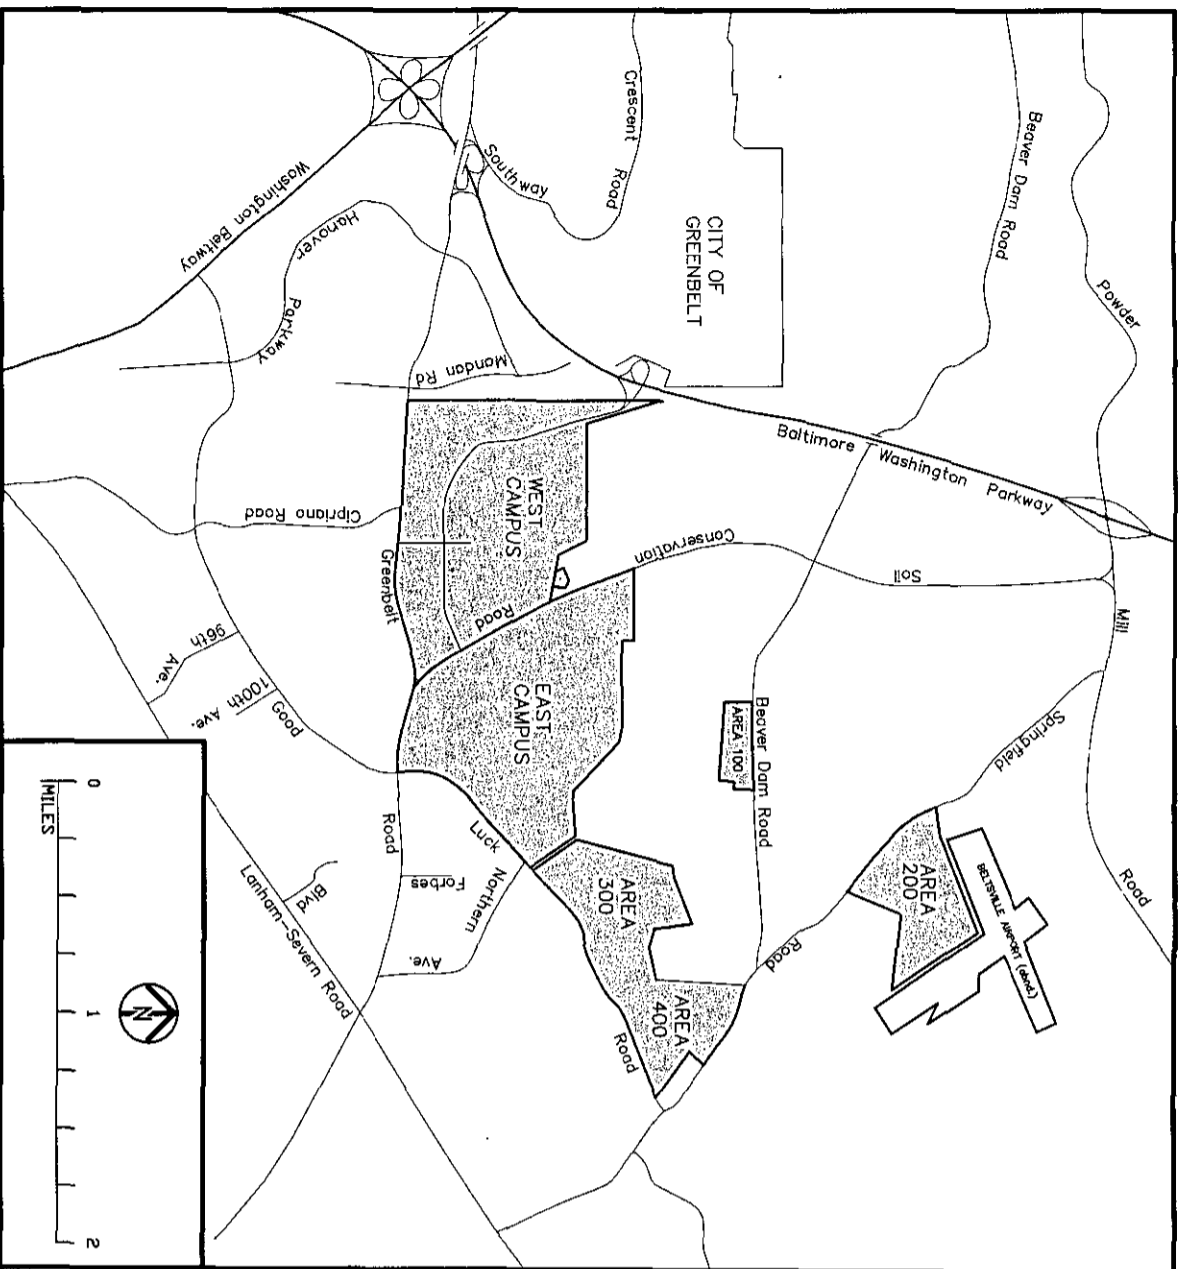 Powder
Mill
Road
Beaver Dam Road
Springfield
Road
BELTSVILLE AIRPORT (abnd.)
AREA
200
Baltimore Washington Parkway
Soil
Conservation
Road
Beaver Dam Road
AREA 100
CITY OF
GREENBELT
Crescent
Road
Southway
Mandan Rd
WEST
CAMPUS
EAST
CAMPUS
AREA
300
AREA
400
Greenbelt
Road
Good
Luck
Road
Hanover
Parkway
Washington Beltway
Cipriano Road
96th
Ave.
100th Ave.
Northern
Ave.
Forbes
Blvd
Lanham-Severn Road
N
0
1
2
MILES